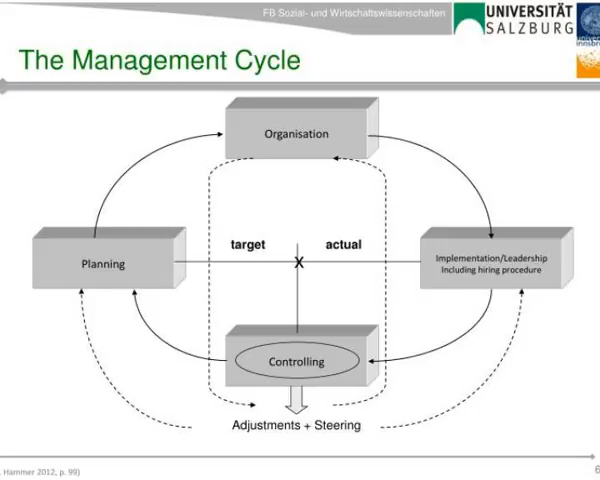 FB Sozial- und Wirtschaftswissenschaften
UNIVERSITÄT
SALZBURG
The Management Cycle
Organisation
target
actual
Planning
X
Implementation/Leadership
Including hiring procedure
Controlling
Adjustments + Steering
. Hammer 2012, p. 99)
6